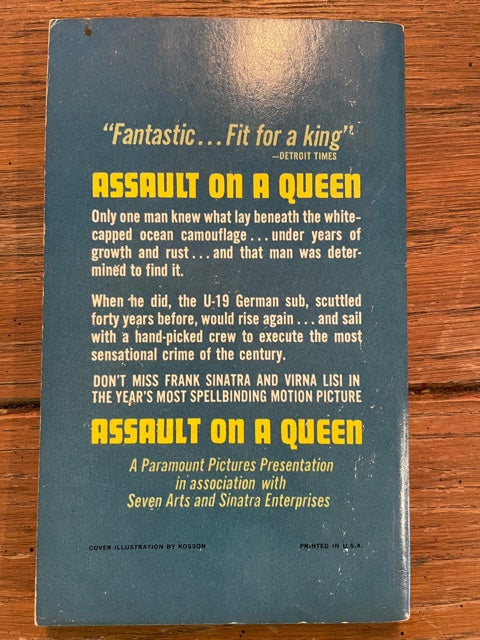 "Fantastic... Fit for a king"
—DETROIT TIMES
ASSAULT ON A QUEEN
Only one man knew what lay beneath the white-
capped ocean camouflage...under years of
growth and rust...and that man was deter-
mined to find it.
When he did, the U-19 German sub, scuttled
forty years before, would rise again...and sail
with a hand-picked crew to execute the most
sensational crime of the century.
DON'T MISS FRANK SINATRA AND VIRNA LISI IN
THE YEAR'S MOST SPELLBINDING MOTION PICTURE
ASSAULT ON A QUEEN
A Paramount Pictures Presentation
in association with
Seven Arts and Sinatra Enterprises
COVER ILLUSTRATION BY KOSSON
PRINTED IN U.S.A.